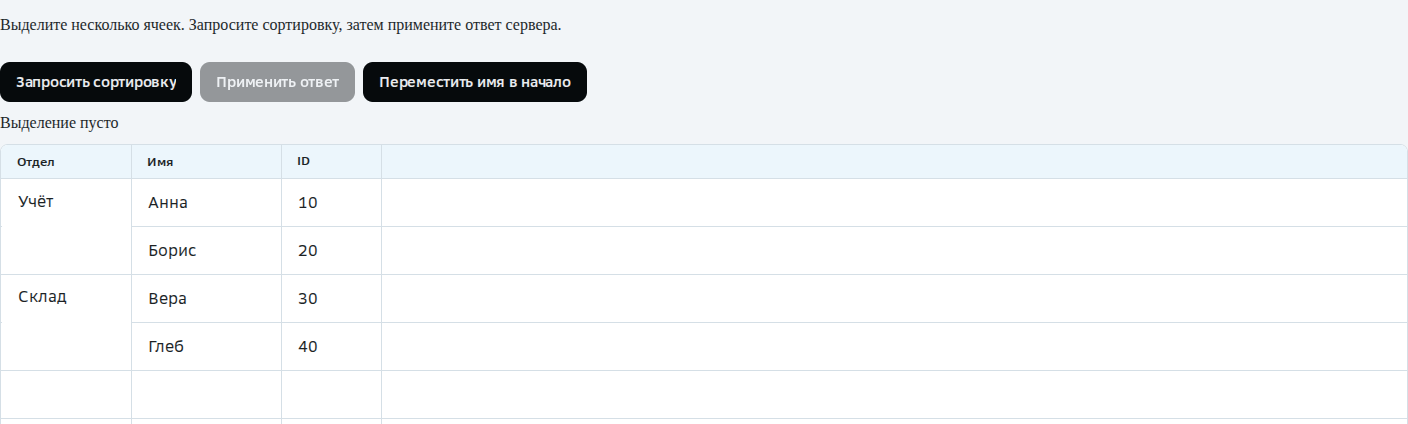 Выделите несколько ячеек. Запросите сортировку, затем примените ответ сервера.
Запросить сортировку Применить ответ Переместить имя в начало
Выделение пусто
Отдел Имя ID
Учёт Анна 10
Борис 20
Склад Вера 30
Глеб 40